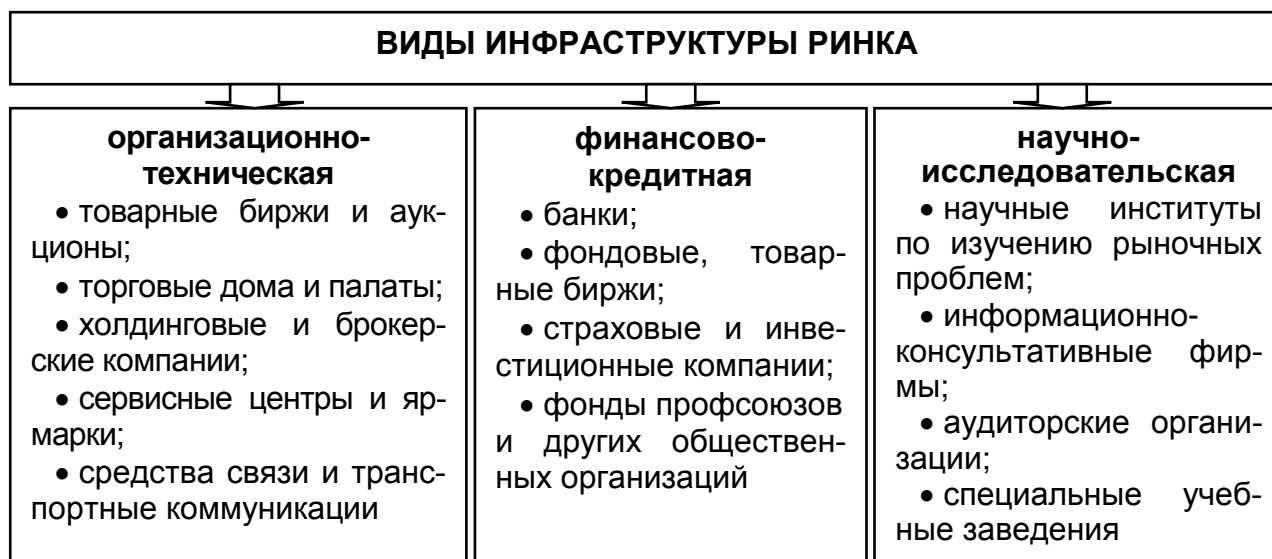 ВИДЫ ИНФРАСТРУКТУРЫ РИНКА
организационно-
техническая
• товарные биржи и аук-
ционы;
• торговые дома и палаты;
• холдинговые и брокер-
ские компании;
• сервисные центры и яр-
марки;
• средства связи и транс-
портные коммуникации
финансово-
кредитная
• банки;
• фондовые, товар-
ные биржи;
• страховые и инве-
стиционные компании;
• фонды профсоюзов
и других обществен-
ных организаций
научно-
исследовательская
• научные институты
по изучению рыночных
проблем;
• информационно-
консультативные фир-
мы;
• аудиторские органи-
зации;
• специальные учеб-
ные заведения